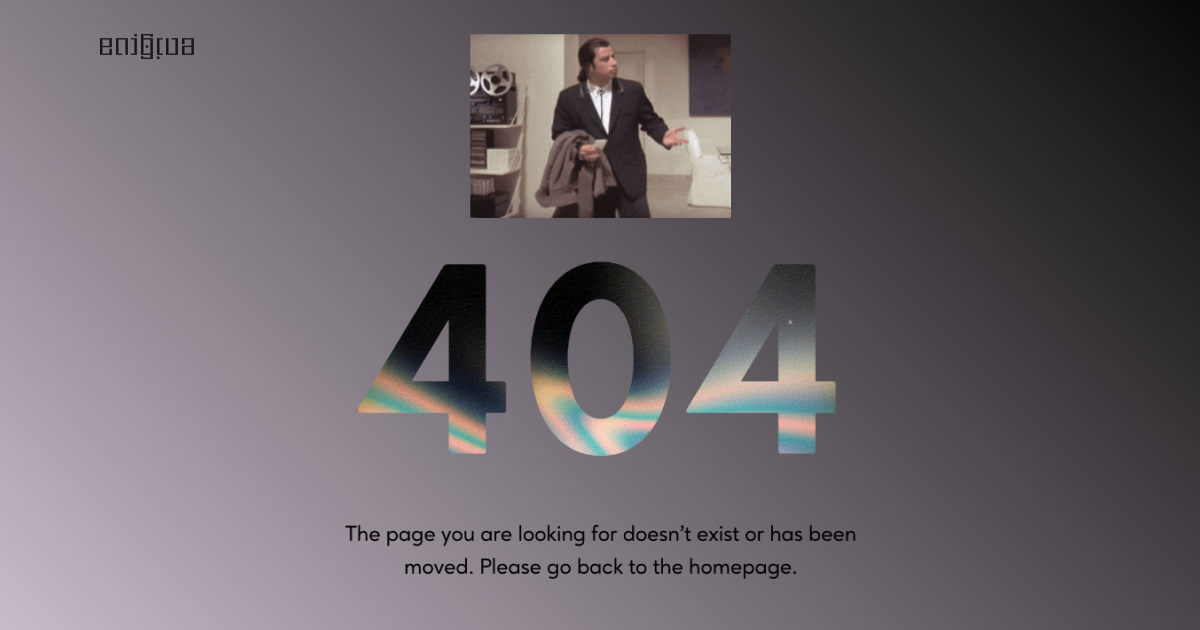 enigma
404
The page you are looking for doesn’t exist or has been
moved. Please go back to the homepage.